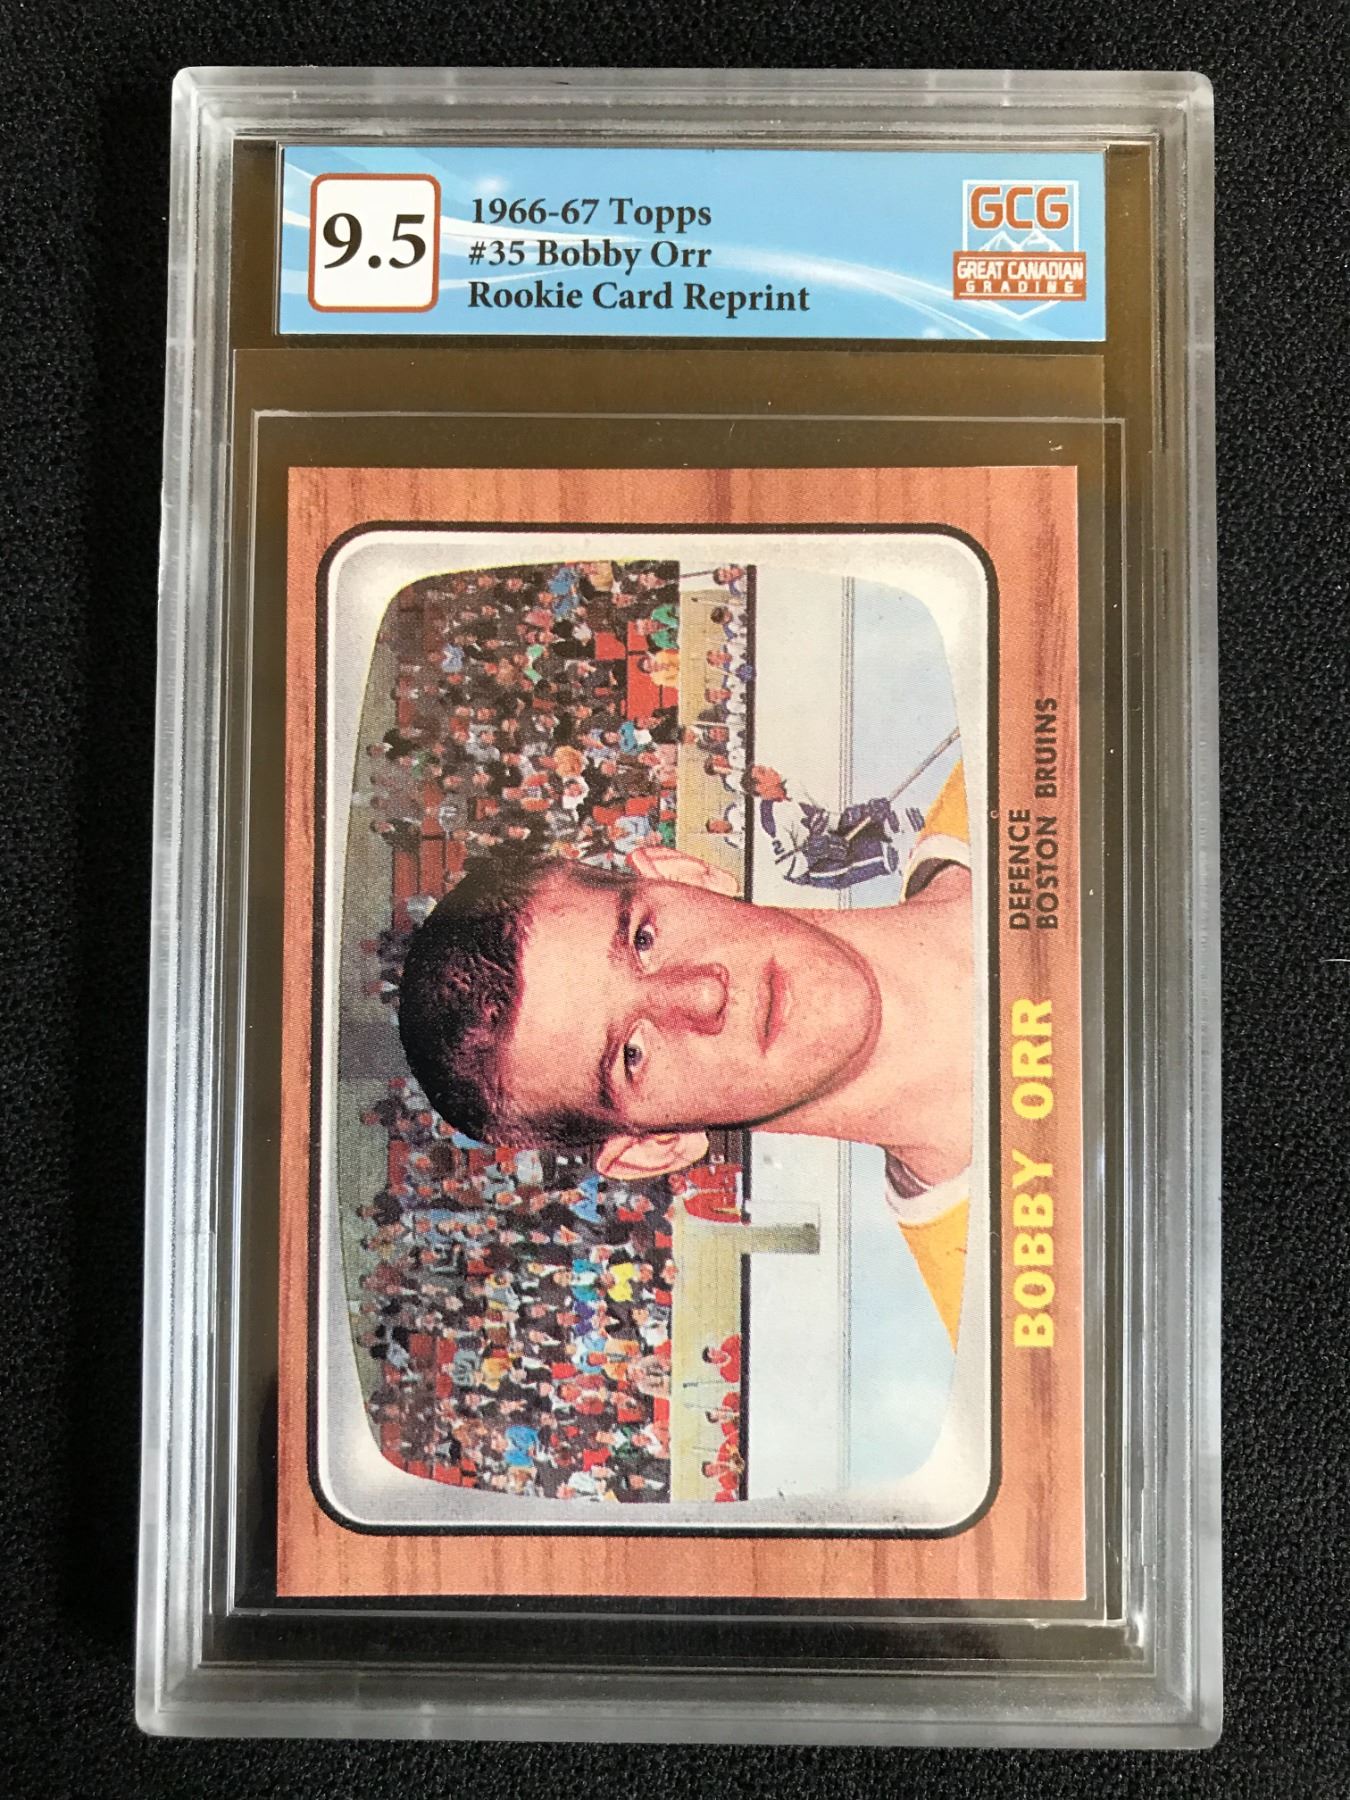 9.5
1966-67 Topps
#35 Bobby Orr
Rookie Card Reprint
GCG
GREAT CANADIAN
GRADING
BOBBY ORR
DEFENCE
BOSTON BRUINS
2